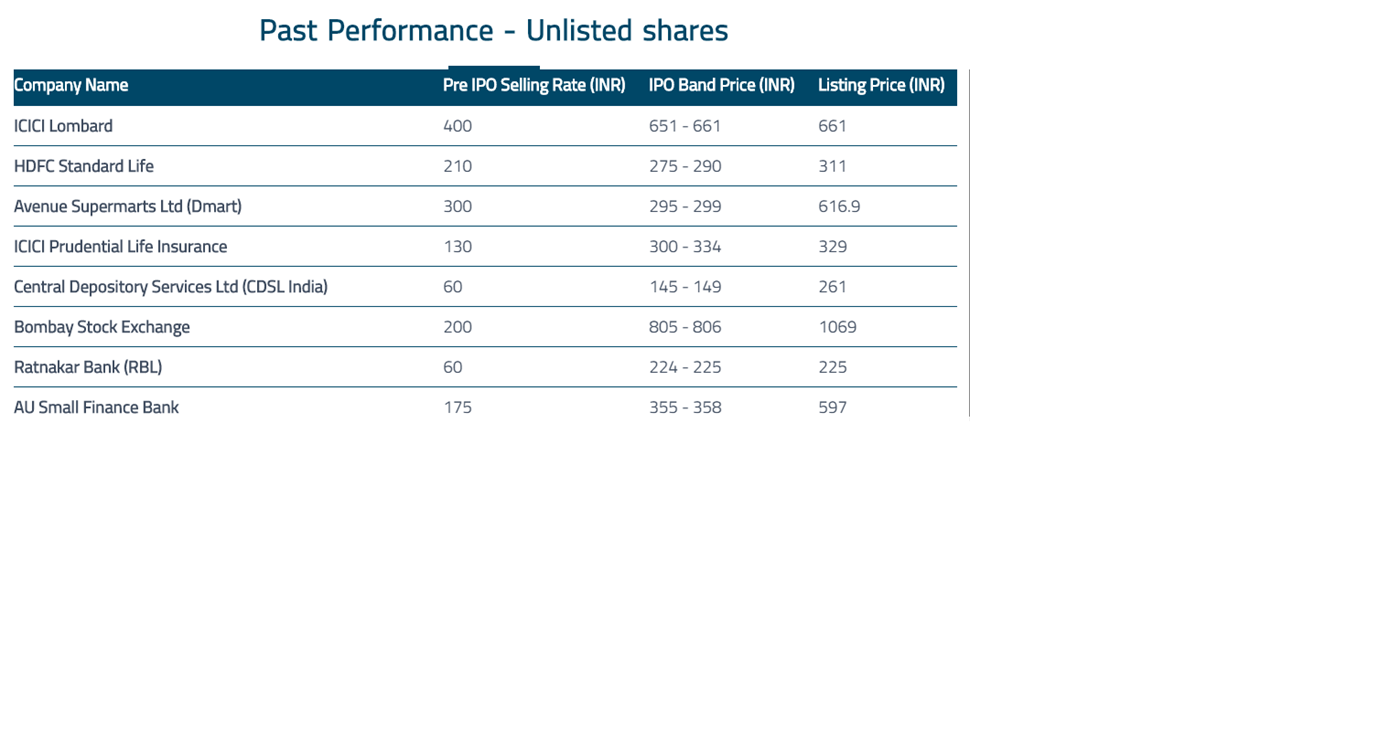 Past Performance - Unlisted shares
Company Name Pre IPO Selling Rate (INR) IPO Band Price (INR) Listing Price (INR)
ICICI Lombard 400 651 - 661 661
HDFC Standard Life 210 275 - 290 311
Avenue Supermarts Ltd (Dmart) 300 295 - 299 616.9
ICICI Prudential Life Insurance 130 300 - 334 329
Central Depository Services Ltd (CDSL India) 60 145 - 149 261
Bombay Stock Exchange 200 805 - 806 1069
Ratnakar Bank (RBL) 60 224 - 225 225
AU Small Finance Bank 175 355 - 358 597